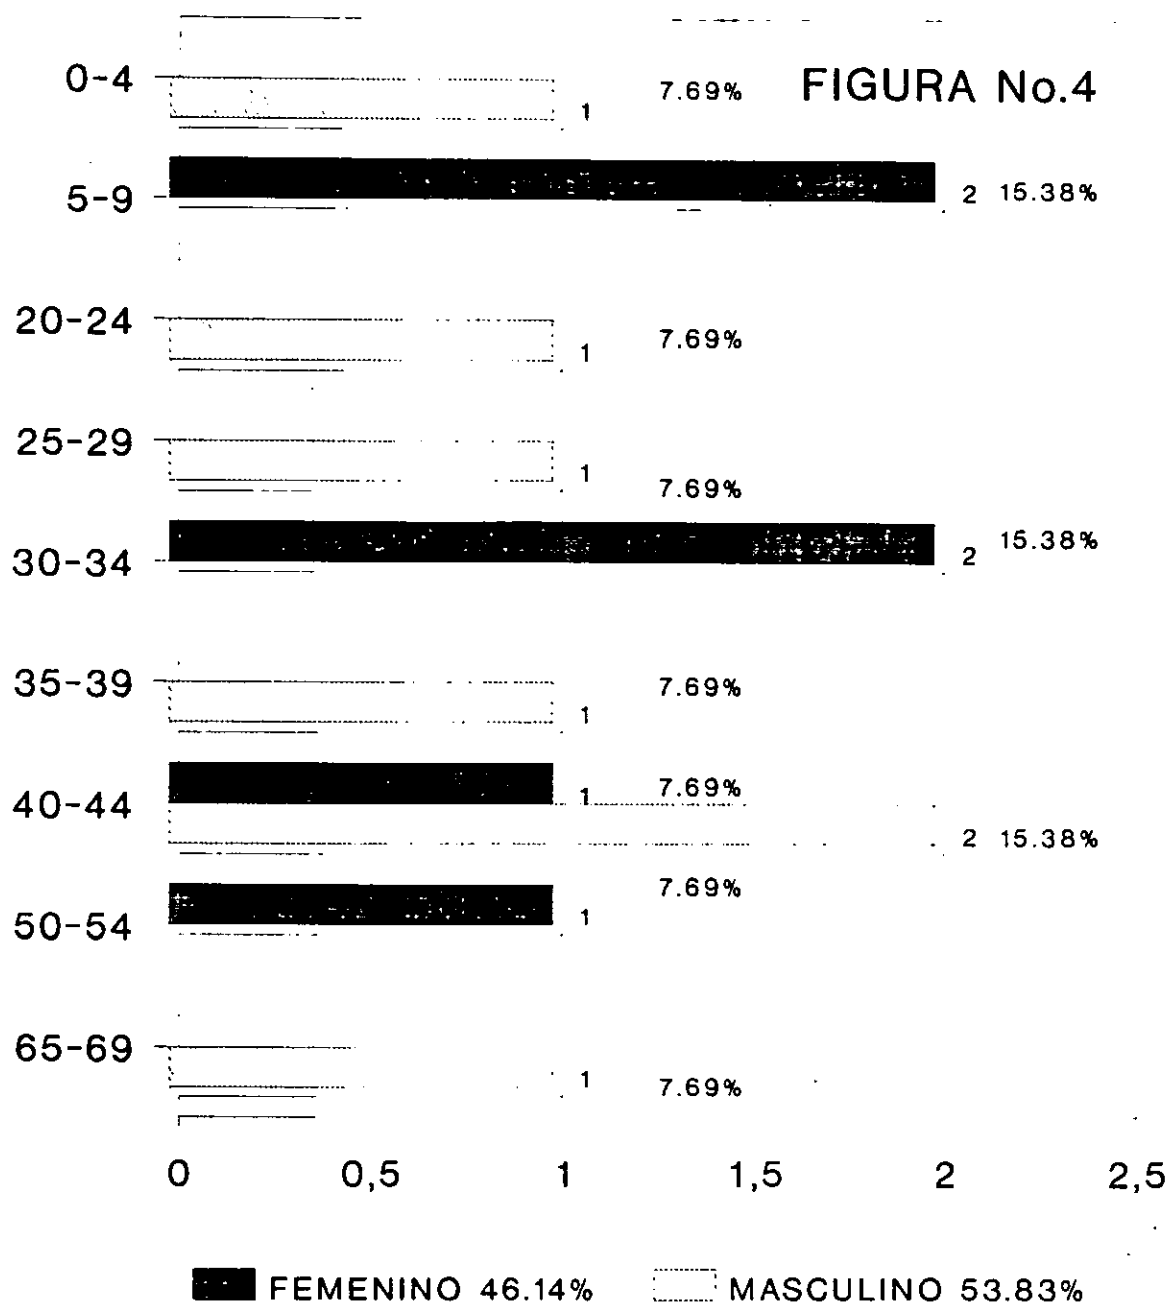 0-4 7.69% FIGURA No.4
1
5-9 2 15.38%
20-24 7.69%
1
25-29 1
7.69%
15.38%
30-34 2
35-39 7.69%
1
40-44 1 7.69%
2 15.38%
7.69%
50-54 1
65-69 1 7.69%
0 0,5 1 1,5 2 2,5
FEMENINO 46.14% MASCULINO 53.83%